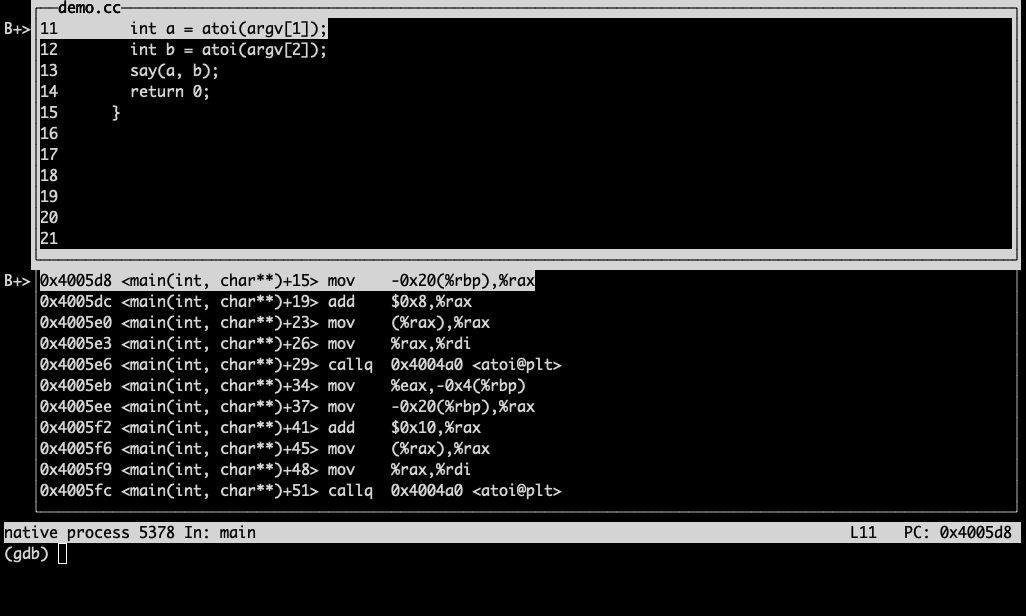 demo.cc
B+> 11 int a = atoi(argv[1]);
12 int b = atoi(argv[2]);
13 say(a, b);
14 return 0;
15 }
16
17
18
19
20
21
B+> 0x4005d8 <main(int, char**)+15> mov -0x20(%rbp),%rax
0x4005dc <main(int, char**)+19> add $0x8,%rax
0x4005e0 <main(int, char**)+23> mov (%rax),%rax
0x4005e3 <main(int, char**)+26> mov %rax,%rdi
0x4005e6 <main(int, char**)+29> callq 0x4004a0 <atoi@plt>
0x4005eb <main(int, char**)+34> mov %eax,-0x4(%rbp)
0x4005ee <main(int, char**)+37> mov -0x20(%rbp),%rax
0x4005f2 <main(int, char**)+41> add $0x10,%rax
0x4005f6 <main(int, char**)+45> mov (%rax),%rax
0x4005f9 <main(int, char**)+48> mov %rax,%rdi
0x4005fc <main(int, char**)+51> callq 0x4004a0 <atoi@plt>
native process 5378 In: main L11 PC: 0x4005d8
(gdb)